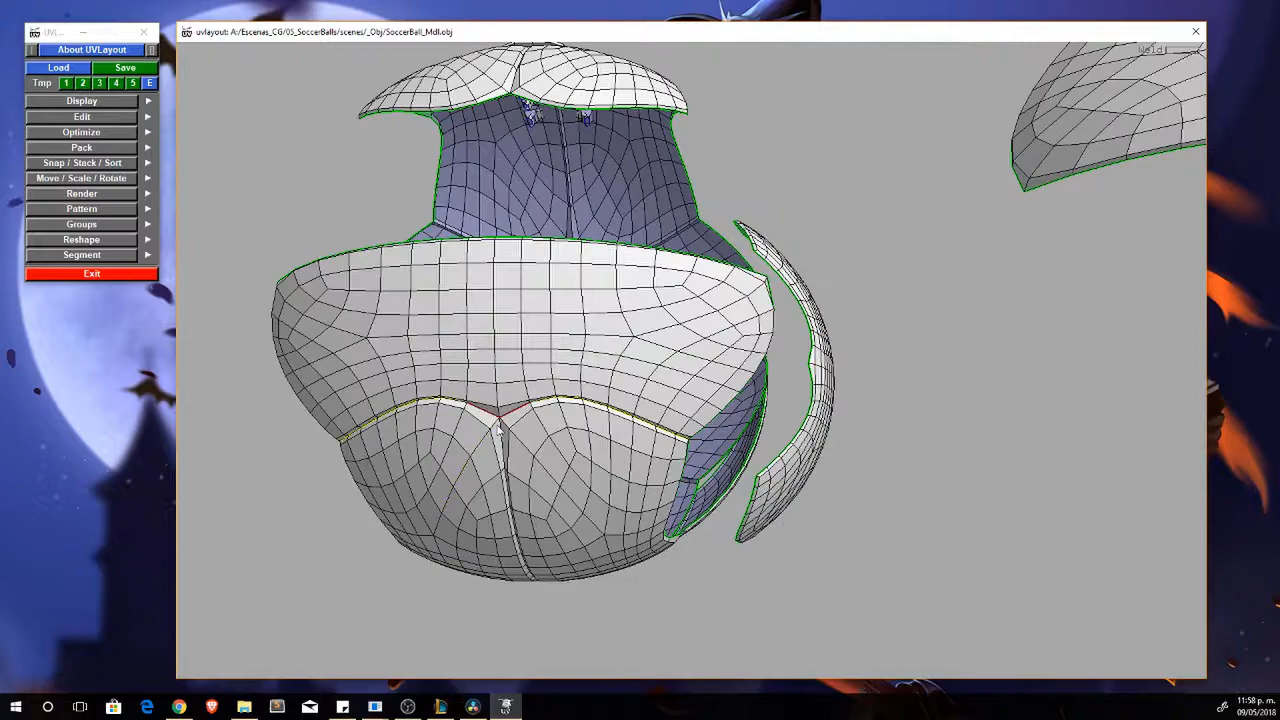 UVL...
uvlayout: A:/Escenas_CG/05_SoccerBalls/scenes/_Obj/SoccerBall_Mdl.obj
About UVLayout
Load Save
Tmp 1 2 3 4 5 E
Display
Edit
Optimize
Pack
Snap / Stack / Sort
Move / Scale / Rotate
Render
Pattern
Groups
Reshape
Segment
Exit
Weld
11:58 p. m.
09/05/2018